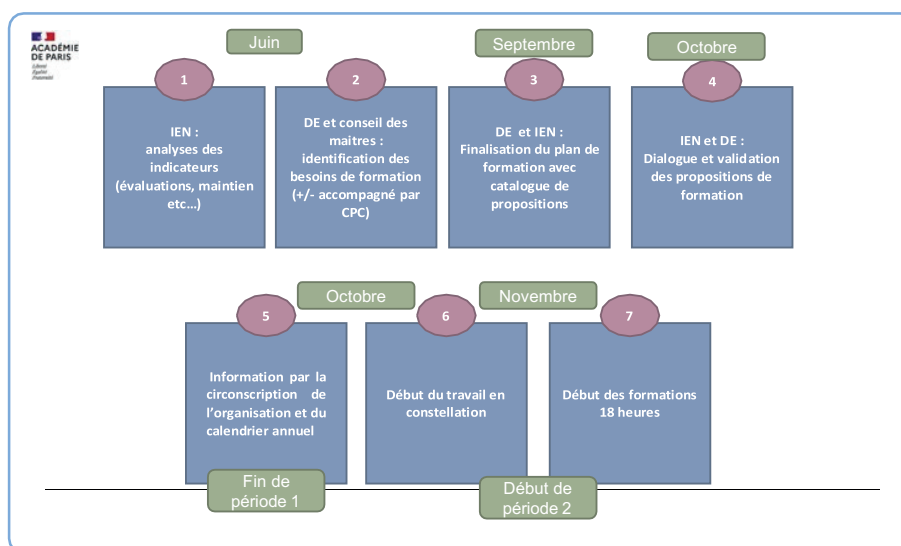 ACADÉMIE
DE PARIS
Liberté
Égalité
Fraternité
Juin
Septembre
Octobre
1
2
3
4
IEN :
analyses des
indicateurs
(évaluations, maintien
etc…)
DE et conseil des
maitres :
identification des
besoins de formation
(+/- accompagné par
CPC)
DE et IEN :
Finalisation du plan de
formation avec
catalogue de
propositions
IEN et DE :
Dialogue et validation
des propositions de
formation
Octobre
Novembre
5
6
7
Information par la
circonscription de
l’organisation et du
calendrier annuel
Début du travail en
constellation
Début des formations
18 heures
Fin de
période 1
Début de
période 2